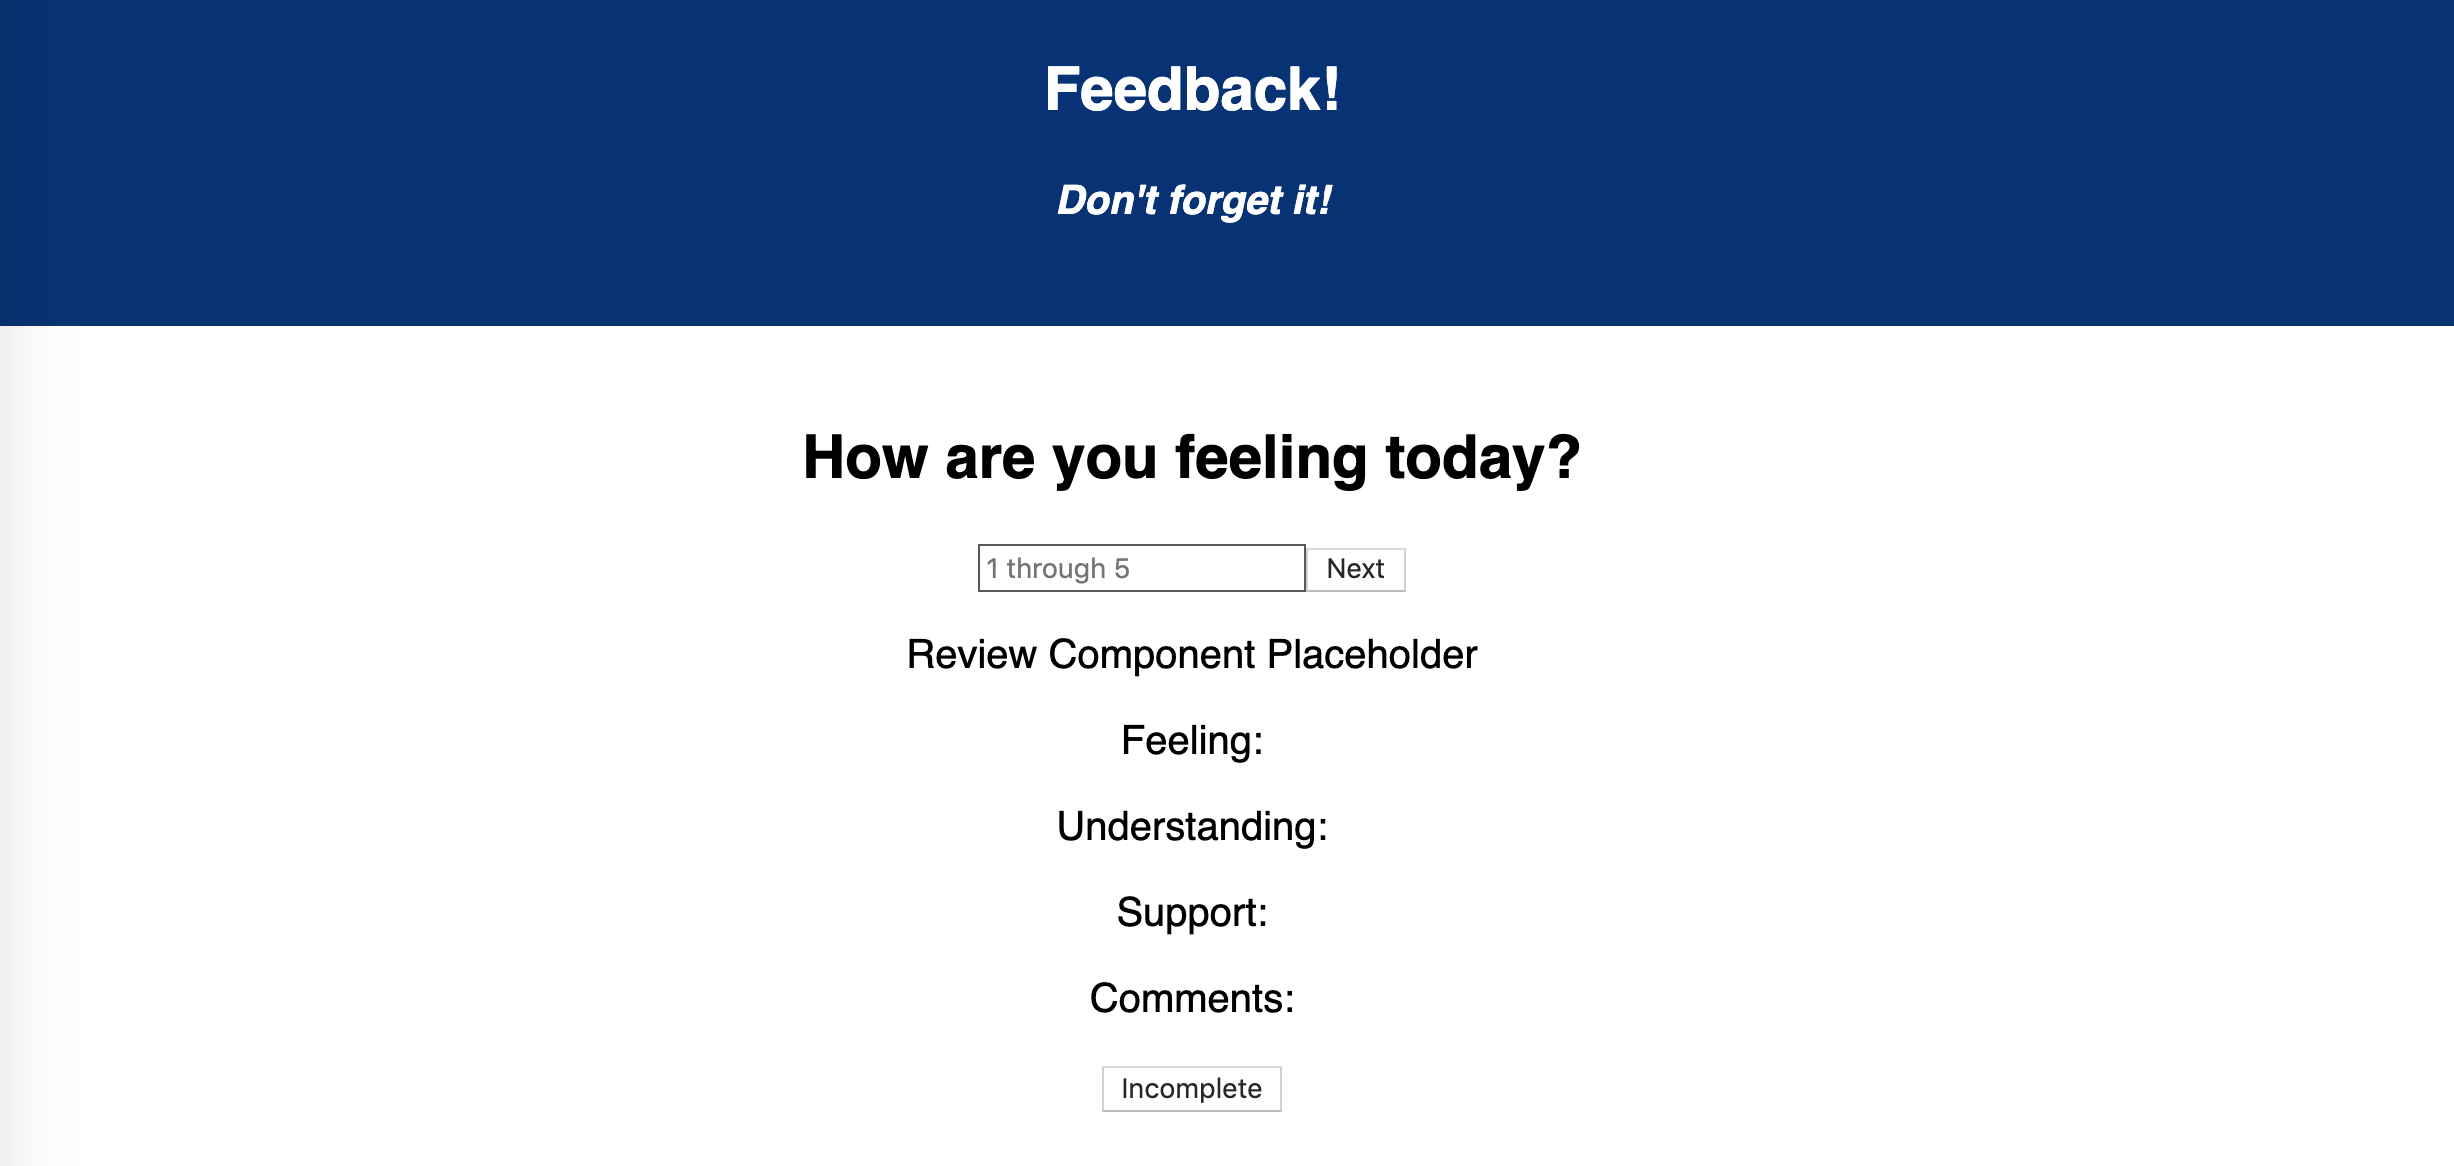 Feedback!
Don't forget it!
How are you feeling today?
1 through 5 Next
Review Component Placeholder
Feeling:
Understanding:
Support:
Comments:
Incomplete